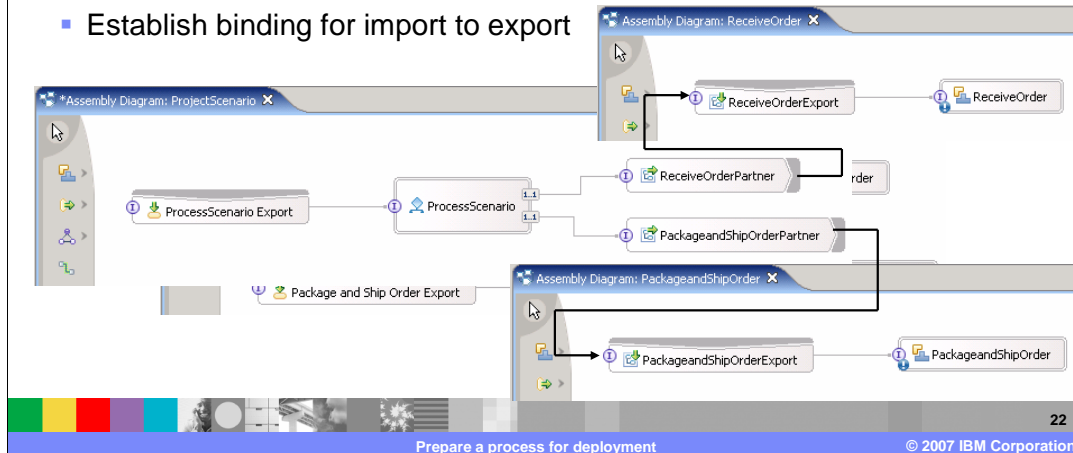 Establish binding for import to export
Assembly Diagram: ReceiveOrder
ReceiveOrderExport
ReceiveOrder
*Assembly Diagram: ProjectScenario
ProcessScenario Export
ProcessScenario
1..1
1..1
ReceiveOrderPartner
rder
PackageandShipOrderPartner
Package and Ship Order Export
Assembly Diagram: PackageandShipOrder
PackageandShipOrderExport
PackageandShipOrder
22
Prepare a process for deployment
© 2007 IBM Corporation